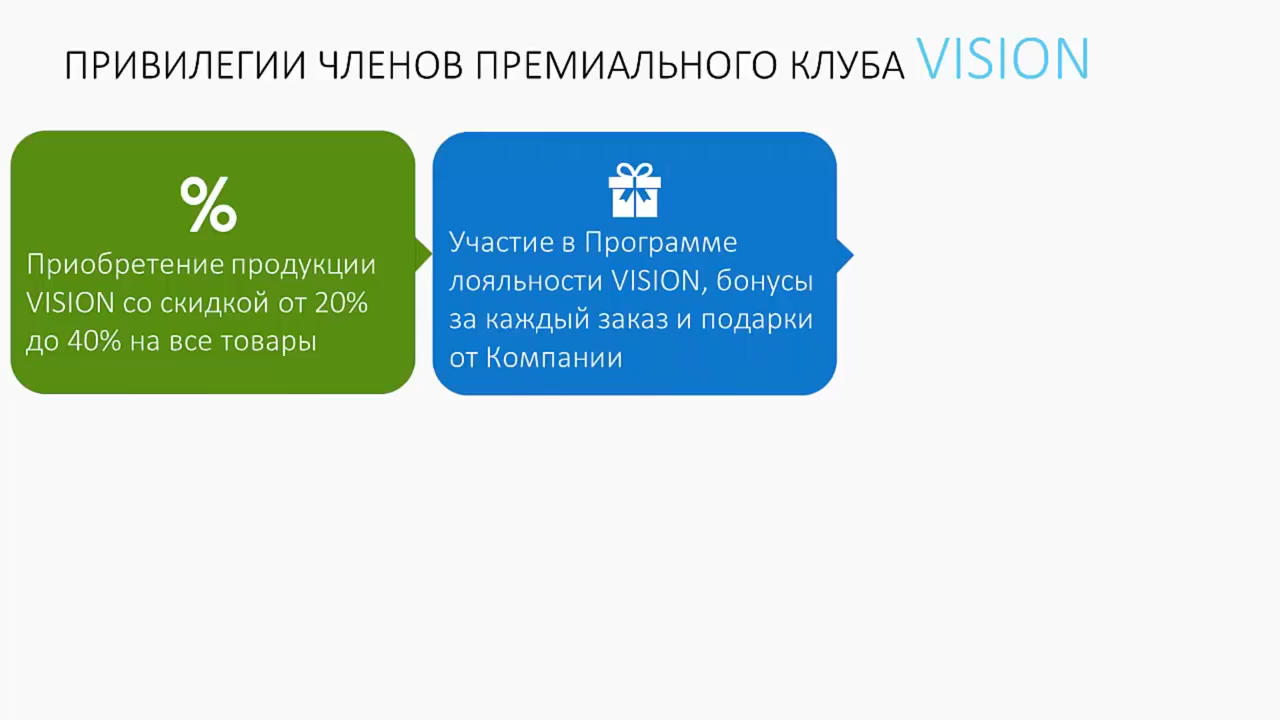 ПРИВИЛЕГИИ ЧЛЕНОВ ПРЕМИАЛЬНОГО КЛУБА VISION
%
Приобретение продукции
VISION со скидкой от 20%
до 40% на все товары
Участие в Программе
лояльности VISION, бонусы
за каждый заказ и подарки
от Компании